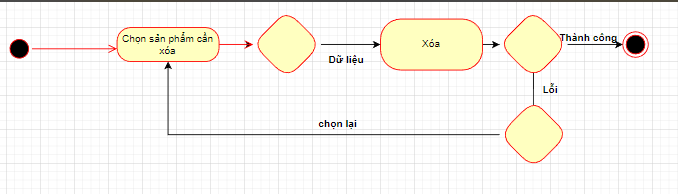 Chọn sản phẩm cần
xóa
Dữ liệu
Xóa
Thành công
Lỗi
chọn lại